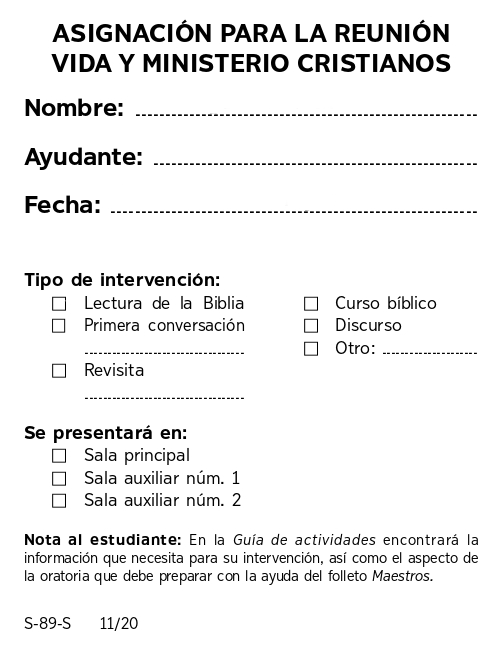 ASIGNACIÓN PARA LA REUNIÓN
VIDA Y MINISTERIO CRISTIANOS
Nombre:
Ayudante:
Fecha:
Tipo de intervención:
Lectura de la Biblia
Primera conversación
Revisita
Curso bíblico
Discurso
Otro:
Se presentará en:
Sala principal
Sala auxiliar núm. 1
Sala auxiliar núm. 2
Nota al estudiante: En la Guía de actividades encontrará la
información que necesita para su intervención, así como el aspecto de
la oratoria que debe preparar con la ayuda del folleto Maestros.
S-89-S 11/20